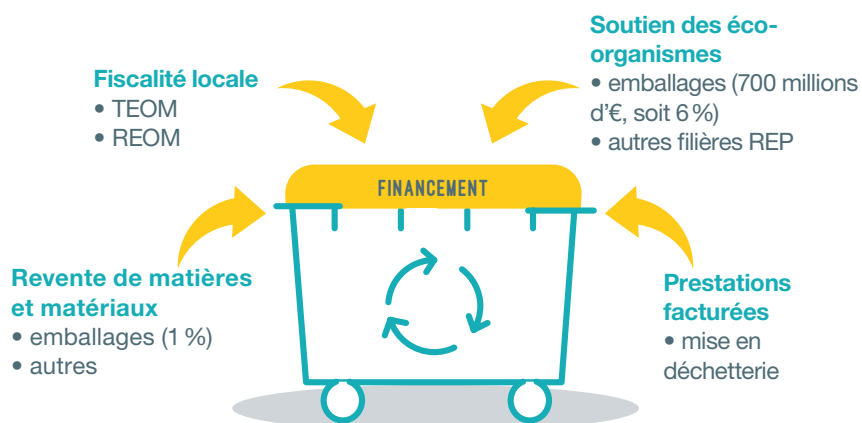 Fiscalité locale
• TEOM
• REOM
Soutien des éco-
organismes
• emballages (700 millions
d'€, soit 6 %)
• autres filières REP
FINANCEMENT
Revente de matières
et matériaux
• emballages (1 %)
• autres
Prestations
facturées
• mise en
déchetterie